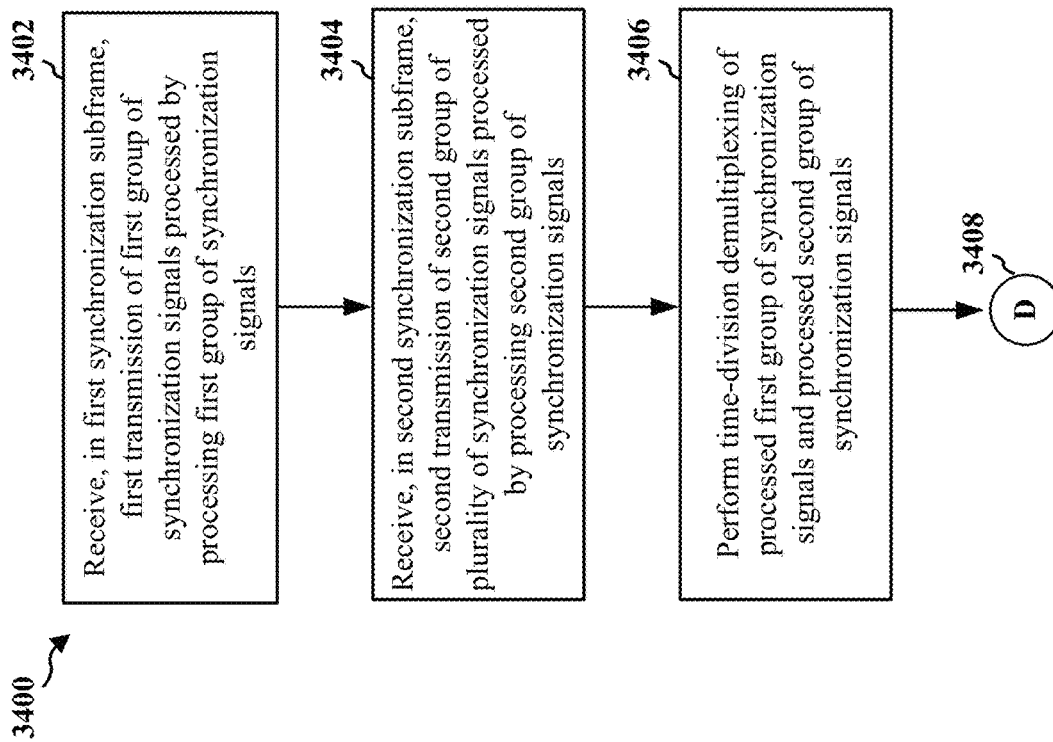 3400
3402
Receive, in first synchronization subframe,
first transmission of first group of
synchronization signals processed by
processing first group of synchronization
signals
3404
Receive, in second synchronization subframe,
second transmission of second group of
plurality of synchronization signals processed
by processing second group of
synchronization signals
3406
Perform time-division demultiplexing of
processed first group of synchronization
signals and processed second group of
synchronization signals
3408
D